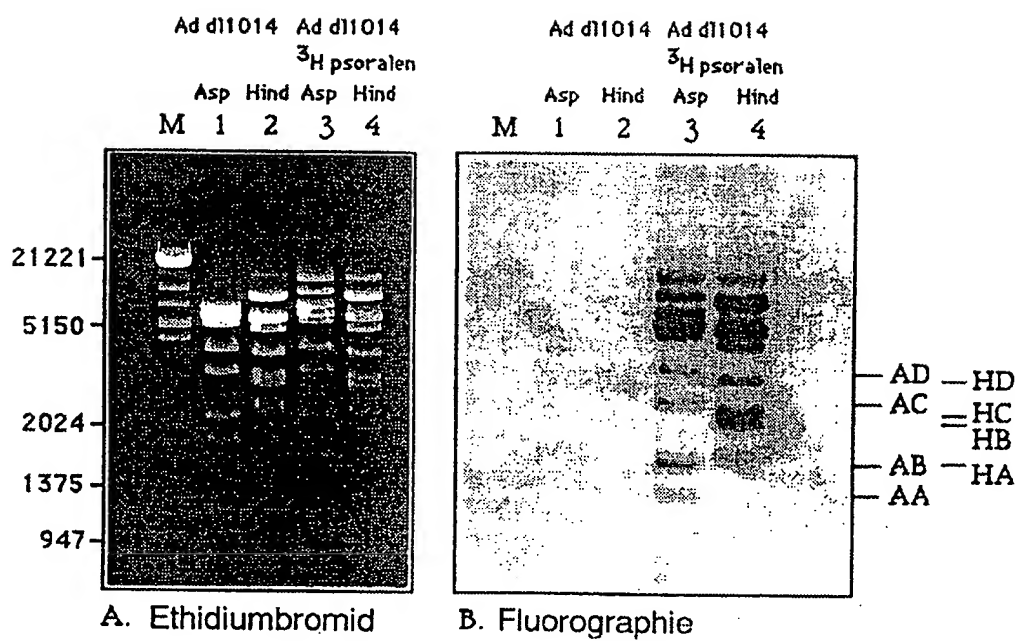 Ad dl1014 Ad dl1014
³H psoralen
Asp Hind Asp Hind
M 1 2 3 4
21221
5150
2024
1375
947
A. Ethidiumbromid
Ad dl1014 Ad dl1014
³H psoralen
Asp Hind Asp Hind
M 1 2 3 4
AD HD
AC HC
HB
AB HA
AA
B. Fluorographie